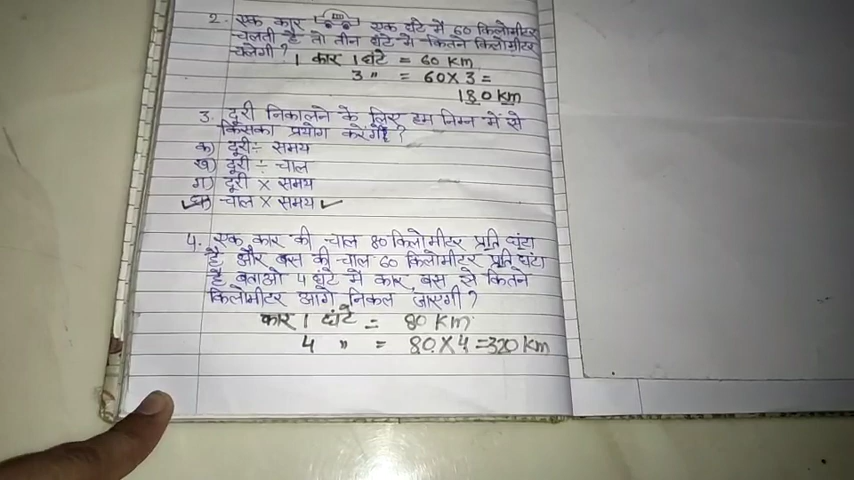 2. एक कार एक घंटे में 60 किलोमीटर
चलती है तो तीन घंटे में कितने किलोमीटर
चलेगी ?
1 कार 1 घंटे = 60 KM
3 " = 60 X 3 =
180 KM
3. दूरी निकालने के लिए हम निम्न में से
किसका प्रयोग करेंगे ?
क) दूरी ÷ समय
ख) दूरी ÷ चाल
ग) दूरी X समय
घ) चाल X समय ✓
4. एक कार की चाल 80 किलोमीटर प्रति घंटा
है और बस की चाल 60 किलोमीटर प्रति घंटा
है बताओ 4 घंटे में कार, बस से कितने
किलोमीटर आगे निकल जाएगी ?
कार 1 घंटे = 80 KM
4 " = 80 X 4 = 320 KM